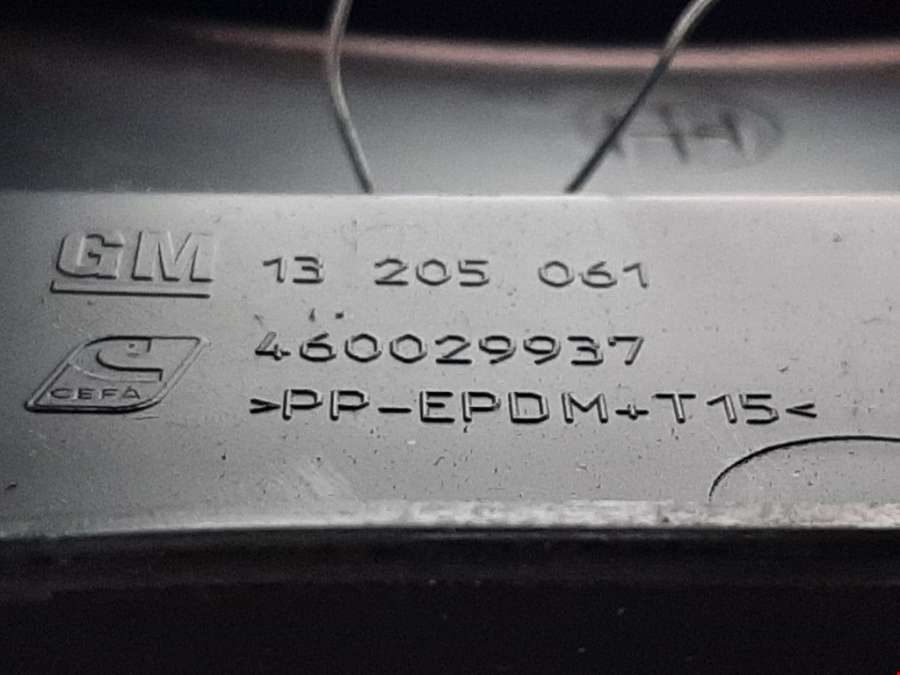 GM 13 205 061
CEFA 460029937
>PP-EPDM+T15<